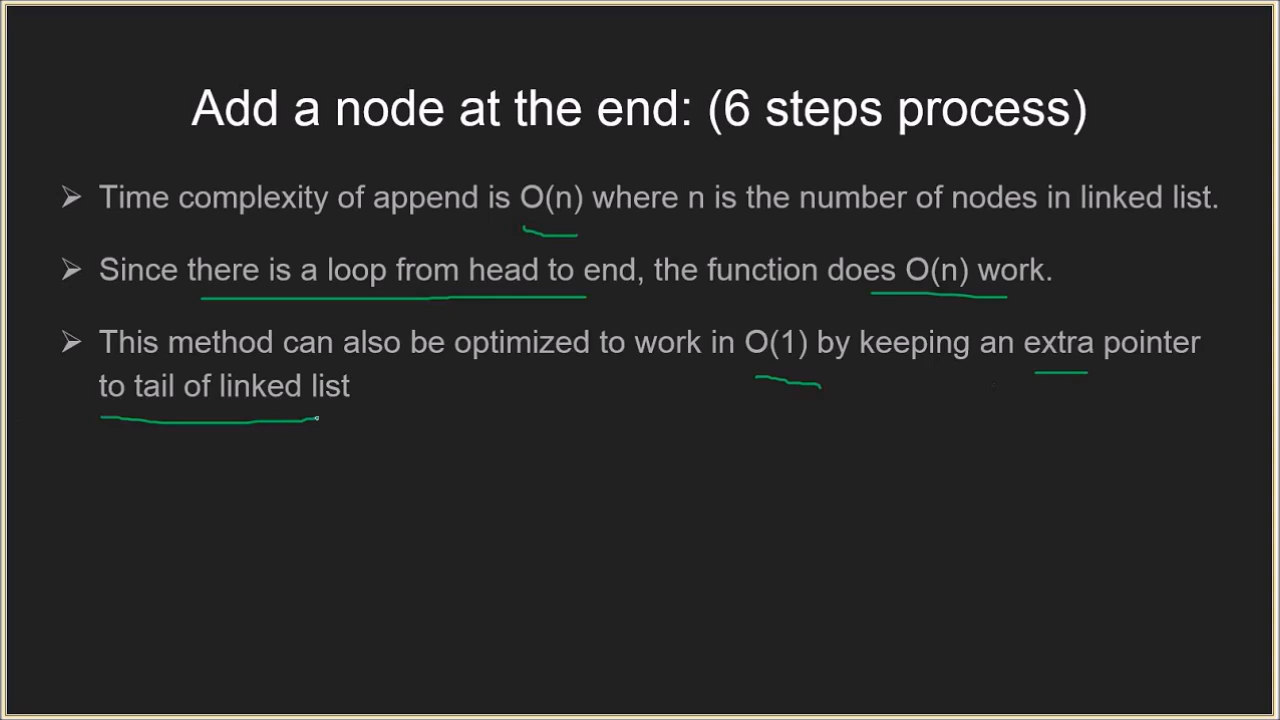 Add a node at the end: (6 steps process)
➢ Time complexity of append is O(n) where n is the number of nodes in linked list.
➢ Since there is a loop from head to end, the function does O(n) work.
➢ This method can also be optimized to work in O(1) by keeping an extra pointer
to tail of linked list